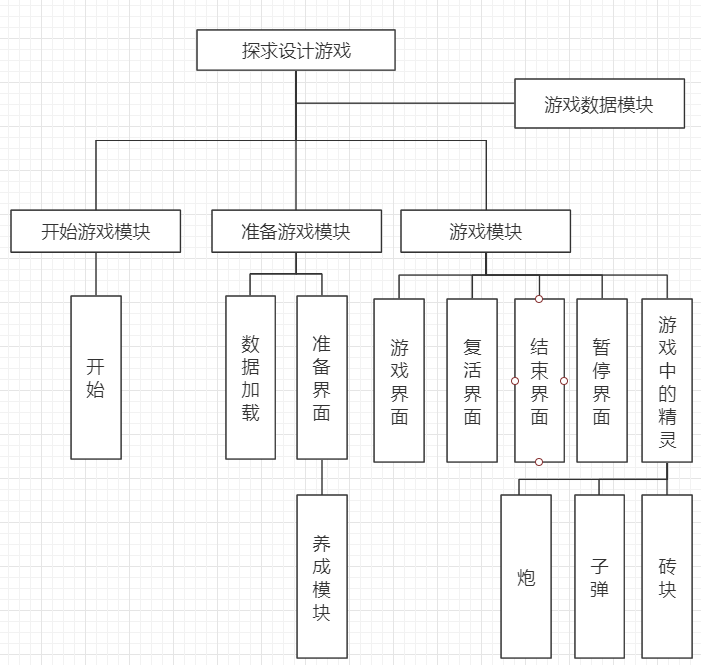 探求设计游戏
游戏数据模块
开始游戏模块
准备游戏模块
游戏模块
开始
数据加载
准备界面
游戏界面
复活界面
结束界面
暂停界面
游戏中的精灵
养成模块
炮
子弹
砖块